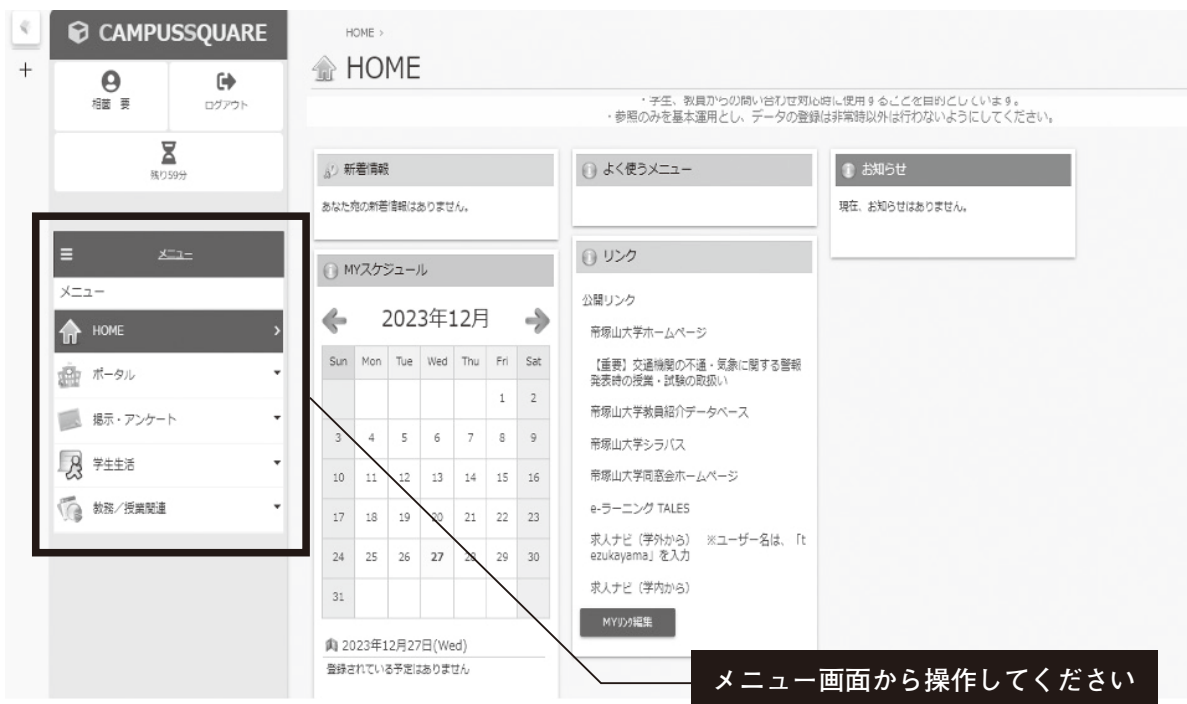 CAMPUSSQUARE
相薗 要
ログアウト
残り59分
メニュー
メニュー
HOME
ポータル
掲示・アンケート
学生生活
教務／授業関連
HOME >
HOME
・学生、教員からの問い合わせ対応時に使用することを目的としています。
・参照のみを基本運用とし、データの登録は非常時以外は行わないようにしてください。
新着情報
あなた宛の新着情報はありません。
MYスケジュール
2023年12月
Sun Mon Tue Wed Thu Fri Sat
1 2
3 4 5 6 7 8 9
10 11 12 13 14 15 16
17 18 19 20 21 22 23
24 25 26 27 28 29 30
31
2023年12月27日(Wed)
登録されている予定はありません
よく使うメニュー
リンク
公開リンク
帝塚山大学ホームページ
【重要】交通機関の不通・気象に関する警報
発表時の授業・試験の取扱い
帝塚山大学教員紹介データベース
帝塚山大学シラバス
帝塚山大学同窓会ホームページ
e-ラーニング TALES
求人ナビ（学外から） ※ユーザー名は、「t
ezukayama」を入力
求人ナビ（学内から）
MYリンク編集
お知らせ
現在、お知らせはありません。
メニュー画面から操作してください